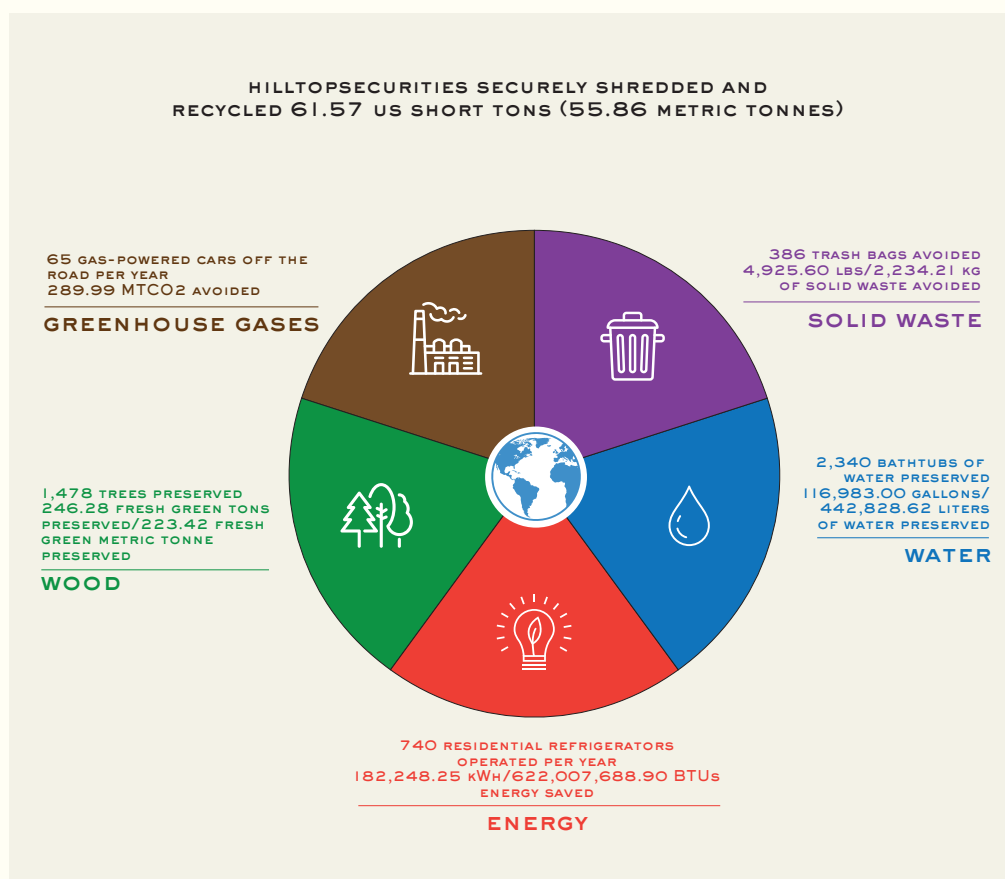 HILLTOPSECURITIES SECURELY SHREDDED AND
RECYCLED 61.57 US SHORT TONS (55.86 METRIC TONNES)
65 GAS-POWERED CARS OFF THE
ROAD PER YEAR
289.99 MTCO2 AVOIDED
GREENHOUSE GASES
386 TRASH BAGS AVOIDED
4,925.60 LBS/2,234.21 KG
OF SOLID WASTE AVOIDED
SOLID WASTE
1,478 TREES PRESERVED
246.28 FRESH GREEN TONS
PRESERVED/223.42 FRESH
GREEN METRIC TONNE
PRESERVED
WOOD
2,340 BATHTUBS OF
WATER PRESERVED
116,983.00 GALLONS/
442,828.62 LITERS
OF WATER PRESERVED
WATER
740 RESIDENTIAL REFRIGERATORS
OPERATED PER YEAR
182,248.25 KWH/622,007,688.90 BTUS
ENERGY SAVED
ENERGY